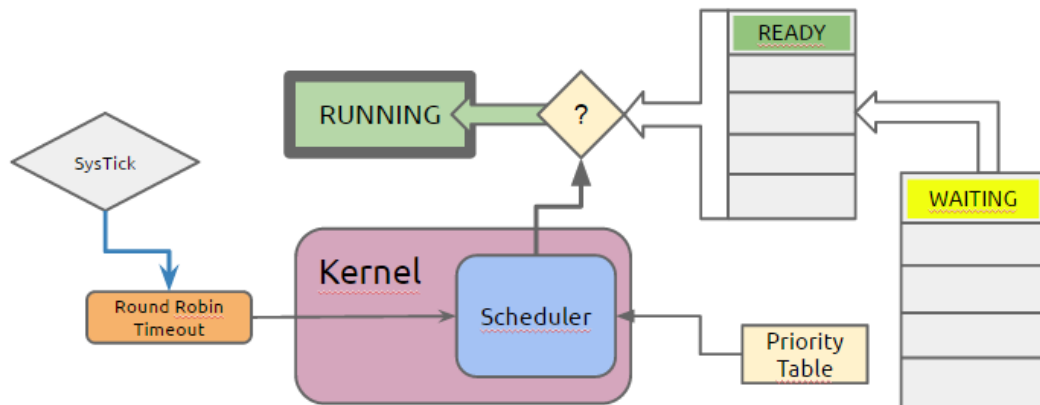 READY
RUNNING
?
SysTick
WAITING
Kernel
Round Robin
Timeout
Scheduler
Priority
Table